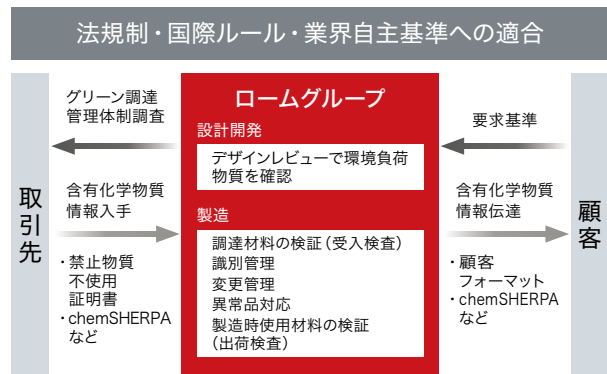 法規制・国際ルール・業界自主基準への適合
取引先
グリーン調達
管理体制調査
含有化学物質
情報入手
・禁止物質
不使用
証明書
・chemSHERPA
など
ロームグループ
設計開発
デザインレビューで環境負荷
物質を確認
製造
調達材料の検証（受入検査）
識別管理
変更管理
異常品対応
製造時使用材料の検証
（出荷検査）
要求基準
含有化学物質
情報伝達
・顧客
フォーマット
・chemSHERPA
など
顧客